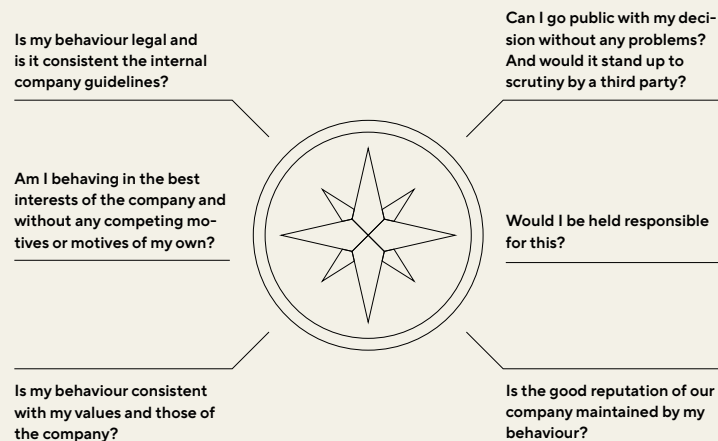 Is my behaviour legal and
is it consistent the internal
company guidelines?
Am I behaving in the best
interests of the company and
without any competing mo-
tives or motives of my own?
Is my behaviour consistent
with my values and those of
the company?
Can I go public with my deci-
sion without any problems?
And would it stand up to
scrutiny by a third party?
Would I be held responsible
for this?
Is the good reputation of our
company maintained by my
behaviour?